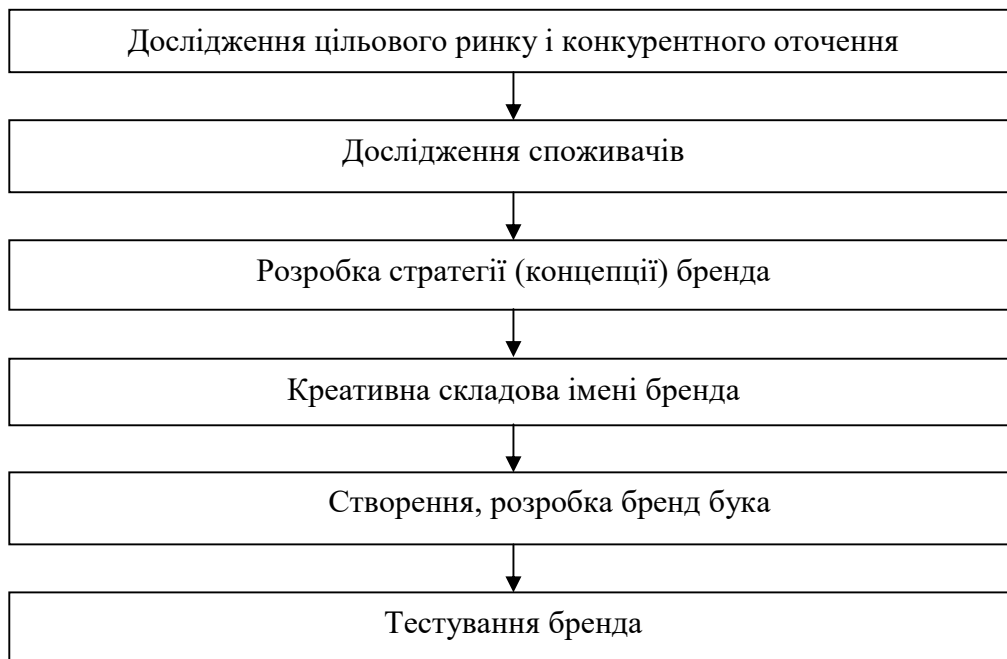 Дослідження цільового ринку і конкурентного оточення
Дослідження споживачів
Розробка стратегії (концепції) бренда
Креативна складова імені бренда
Створення, розробка бренд бука
Тестування бренда